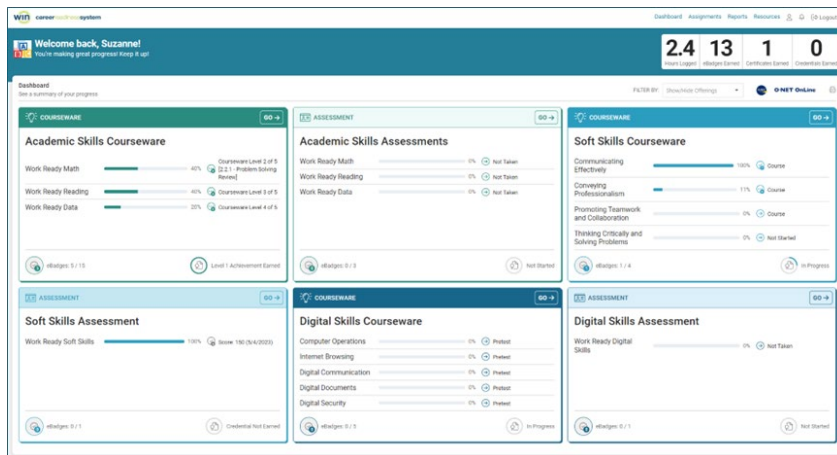 win career readiness system
Dashboard Assignments Reports Resources Logout
Welcome back, Suzanne!
You're making great progress! Keep it up!
2.4 13 1 0
Hours Logged eBadges Earned Certificates Earned Credentials Earned
Dashboard
See a summary of your progress
FILTER BY: Show/Hide Offerings O*NET OnLine
COURSEWARE GO →
Academic Skills Courseware
Work Ready Math 40% Courseware Level 2 of 5
[2.2.1 - Problem Solving
Review]
Work Ready Reading 40% Courseware Level 3 of 5
Work Ready Data 20% Courseware Level 4 of 5
eBadges: 5 / 15 Level 1 Achievement Earned
ASSESSMENT GO →
Academic Skills Assessments
Work Ready Math 0% Not Taken
Work Ready Reading 0% Not Taken
Work Ready Data 0% Not Taken
eBadges: 0 / 3 Not Started
COURSEWARE GO →
Soft Skills Courseware
Communicating
Effectively 100% Course
Conveying
Professionalism 11% Course
Promoting Teamwork
and Collaboration 0% Course
Thinking Critically and
Solving Problems 0% Not Started
eBadges: 1 / 4 In Progress
ASSESSMENT GO →
Soft Skills Assessment
Work Ready Soft Skills 100% Score: 150 (5/4/2023)
eBadges: 0 / 1 Credential Not Earned
COURSEWARE GO →
Digital Skills Courseware
Computer Operations 0% Pretest
Internet Browsing 0% Pretest
Digital Communication 0% Pretest
Digital Documents 0% Pretest
Digital Security 0% Pretest
eBadges: 0 / 5 In Progress
ASSESSMENT GO →
Digital Skills Assessment
Work Ready Digital
Skills 0% Not Taken
eBadges: 0 / 1 Not Started